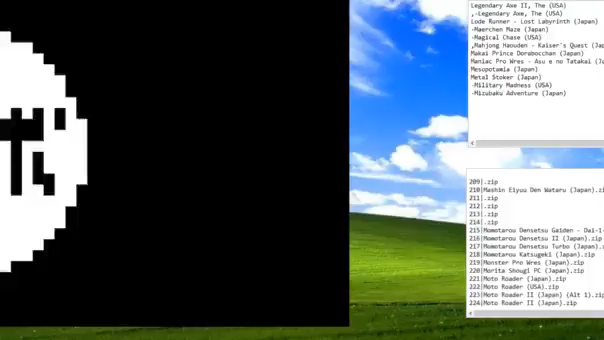 だ
Legendary Axe II, The (USA)
,-Legendary Axe, The (USA)
Lode Runner - Lost Labyrinth (Japan)
-Maerchen Maze (Japan)
-Magical Chase (USA)
,Mahjong Haouden - Kaiser's Quest (Ja
Makai Prince Dorabocchan (Japan)
Maniac Pro Wres - Asu e no Tatakai (J
Mesopotamia (Japan)
Metal Stoker (Japan)
-Military Madness (USA)
-Mizubaku Adventure (Japan)
209|.zip
210|Mashin Eiyuu Den Wataru (Japan).zi
211|.zip
212|.zip
213|.zip
214|.zip
215|Momotarou Densetsu Gaiden - Dai-1-
216|Momotarou Densetsu II (Japan).zip
217|Momotarou Densetsu Turbo (Japan).z
218|Momotarou Katsugeki (Japan).zip
219|Monster Pro Wres (Japan).zip
220|Morita Shougi PC (Japan).zip
221|Moto Roader (Japan).zip
222|Moto Roader (USA).zip
223|Moto Roader II (Japan) (Alt 1).zip
224|Moto Roader II (Japan).zip